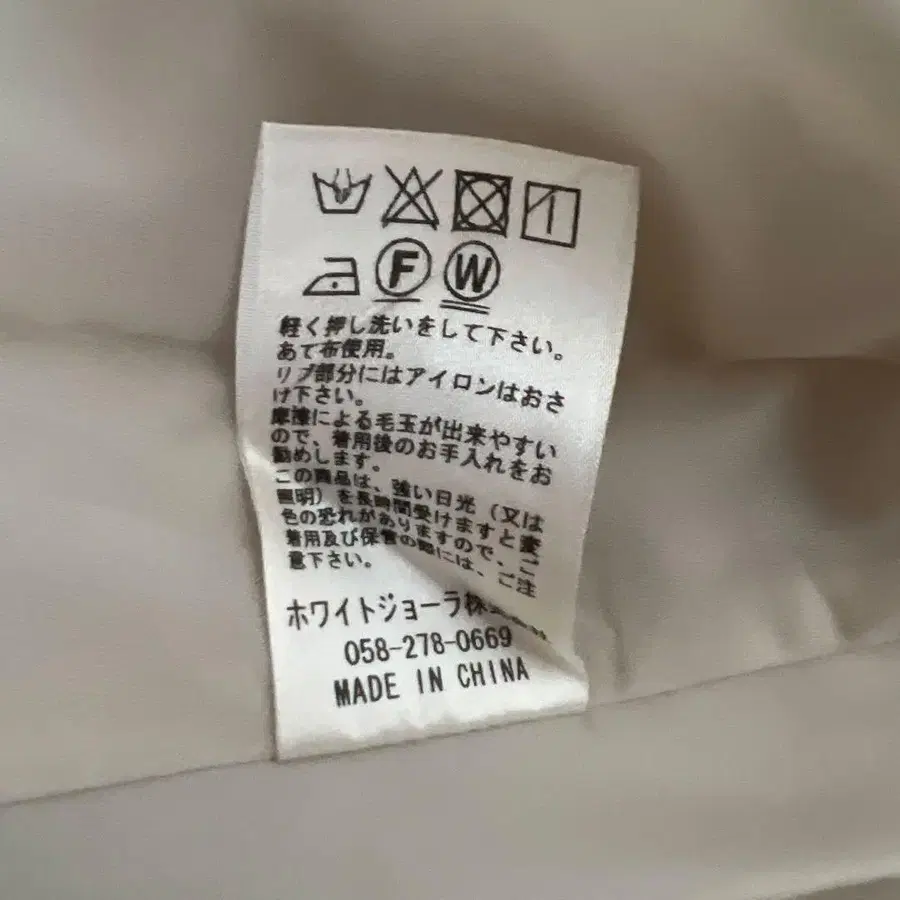 F W
軽く押し洗いをして下さい。
あて布使用。
リブ部分にはアイロンはおさ
け下さい。
摩擦による毛玉が出来やすい
ので、着用後のお手入れをお
勧めします。
この商品は、強い日光（又は
照明）を長時間受けますと変
色の恐れがありますので、ご
着用及び保管の際には、ご注
意下さい。
ホワイトジョーラ株式会社
058-278-0669
MADE IN CHINA